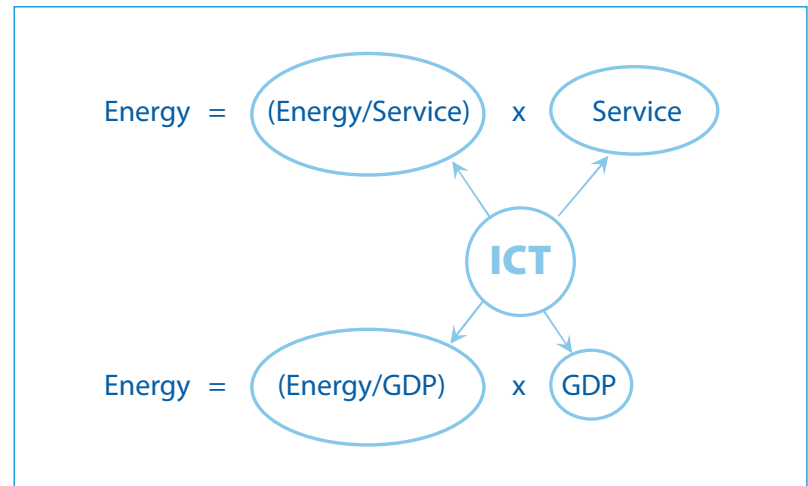 Energy = (Energy/Service) x Service
ICT
Energy = (Energy/GDP) x GDP